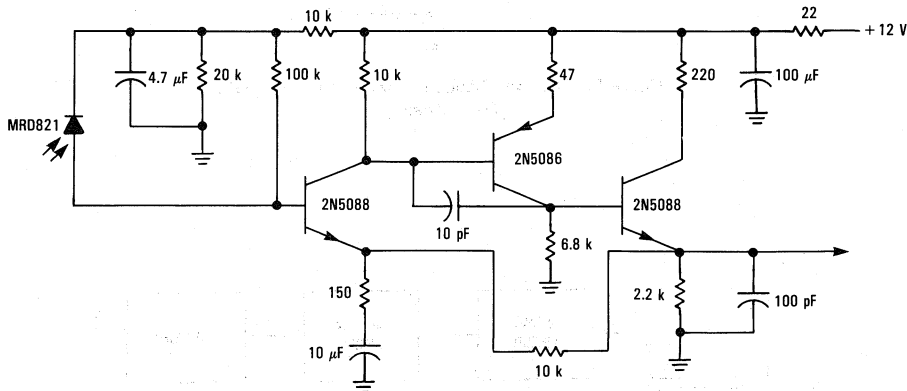 10 k
22
+ 12 V
4.7 µF
20 k
100 k
10 k
47
220
100 µF
MRD821
2N5086
2N5088
2N5088
10 pF
6.8 k
150
2.2 k
100 pF
10 µF
10 k